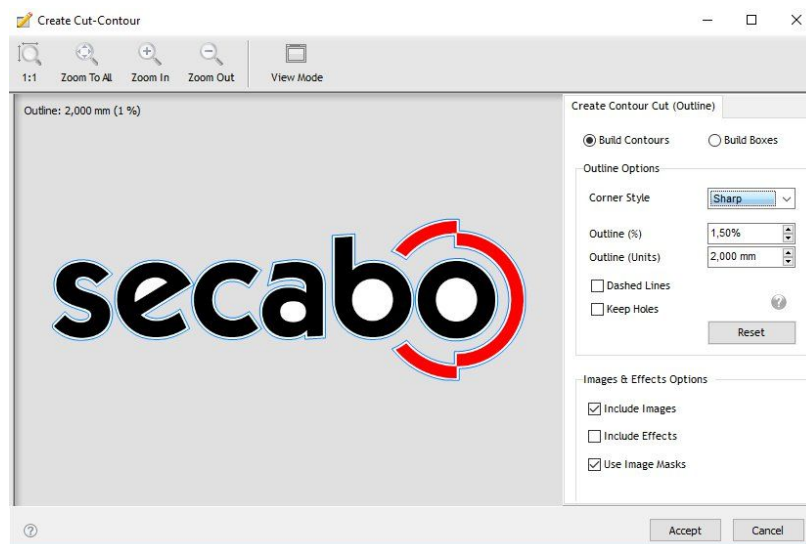 Create Cut-Contour
1:1 Zoom To All Zoom In Zoom Out View Mode
Outline: 2,000 mm (1 %)
secabo
Create Contour Cut (Outline)
Build Contours Build Boxes
Outline Options
Corner Style Sharp
Outline (%) 1,50%
Outline (Units) 2,000 mm
Dashed Lines
Keep Holes
?
Reset
Images & Effects Options
Include Images
Include Effects
Use Image Masks
? Accept Cancel